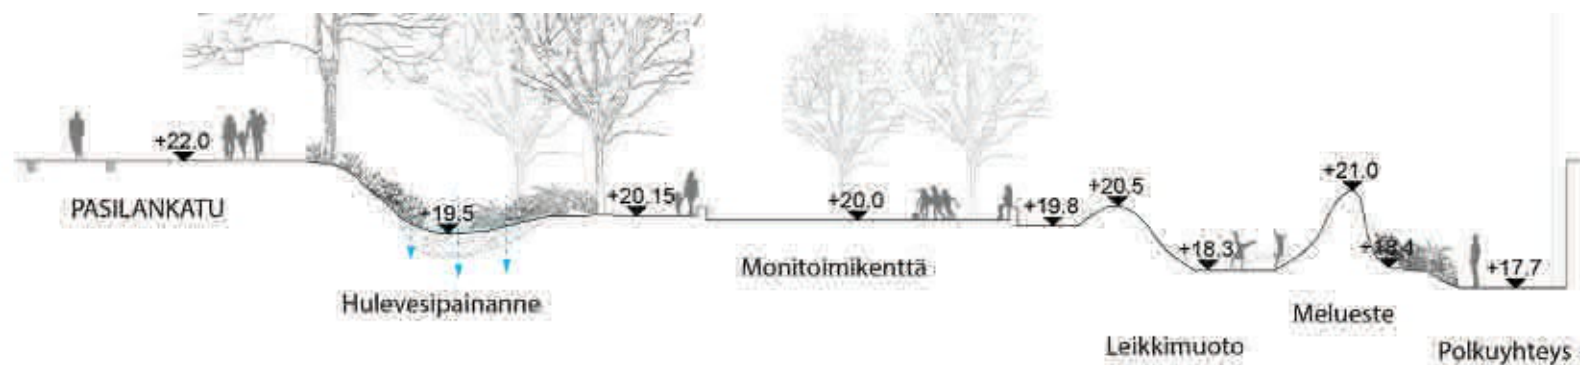 +22.0
+19.5
+20.15
+20.0
+19.8
+20.5
+18.3
+21.0
+18.4
+17.7
PASILANKATU
Hulevesipainanne
Monitoimikenttä
Leikkimuoto
Melueste
Polkuyhteys